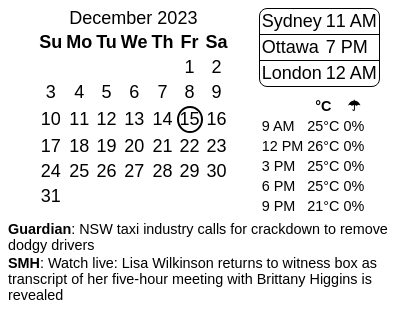 December 2023
Su Mo Tu We Th Fr Sa
1 2
3 4 5 6 7 8 9
10 11 12 13 14 15 16
17 18 19 20 21 22 23
24 25 26 27 28 29 30
31
Sydney 11 AM
Ottawa 7 PM
London 12 AM
°C ☂
9 AM 25°C 0%
12 PM 26°C 0%
3 PM 25°C 0%
6 PM 25°C 0%
9 PM 21°C 0%
Guardian: NSW taxi industry calls for crackdown to remove
dodgy drivers
SMH: Watch live: Lisa Wilkinson returns to witness box as
transcript of her five-hour meeting with Brittany Higgins is
revealed